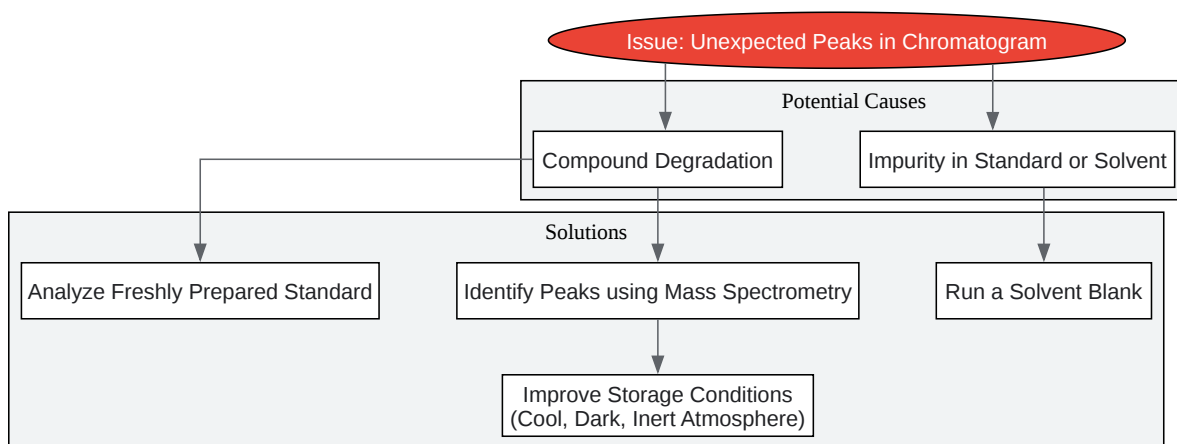 Issue: Unexpected Peaks in Chromatogram
Potential Causes
Compound Degradation
Impurity in Standard or Solvent
Solutions
Analyze Freshly Prepared Standard
Identify Peaks using Mass Spectrometry
Run a Solvent Blank
Improve Storage Conditions
(Cool, Dark, Inert Atmosphere)